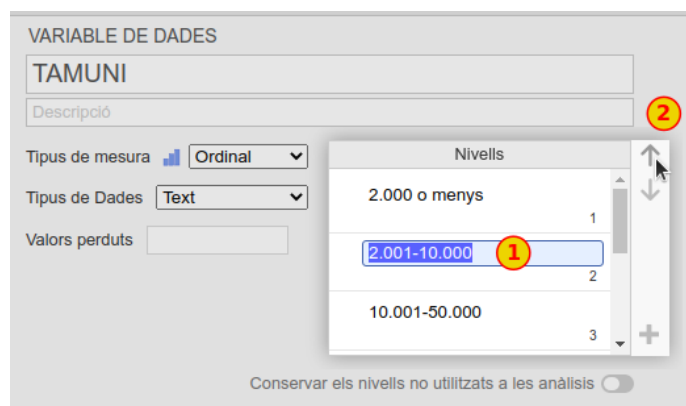 VARIABLE DE DADES
TAMUNI
Descripció
2
Tipus de mesura Ordinal
Nivells
Tipus de Dades Text
2.000 o menys
1
Valors perduts
2.001-10.000
1
2
10.001-50.000
3
Conservar els nivells no utilitzats a les anàlisis